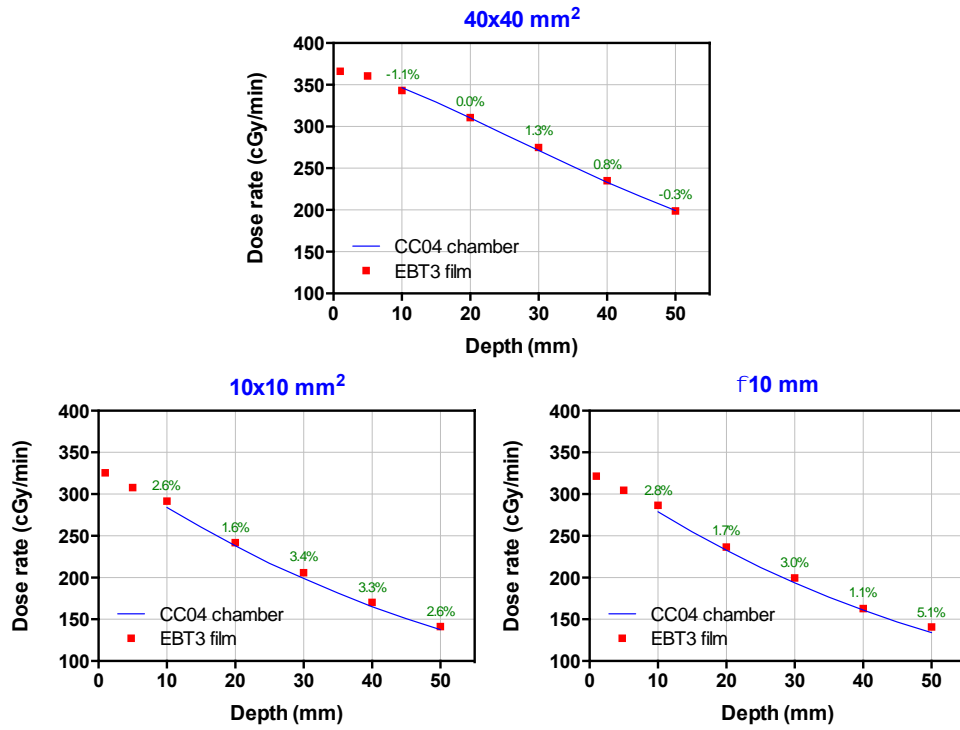 40x40 mm²
400
350
300
250
200
150
100
Dose rate (cGy/min)
-1.1%
0.0%
1.3%
0.8%
-0.3%
CC04 chamber
EBT3 film
0 10 20 30 40 50
Depth (mm)
10x10 mm²
400
350
300
250
200
150
100
Dose rate (cGy/min)
2.6%
1.6%
3.4%
3.3%
2.6%
CC04 chamber
EBT3 film
0 10 20 30 40 50
Depth (mm)
f10 mm
400
350
300
250
200
150
100
Dose rate (cGy/min)
2.8%
1.7%
3.0%
1.1%
5.1%
CC04 chamber
EBT3 film
0 10 20 30 40 50
Depth (mm)